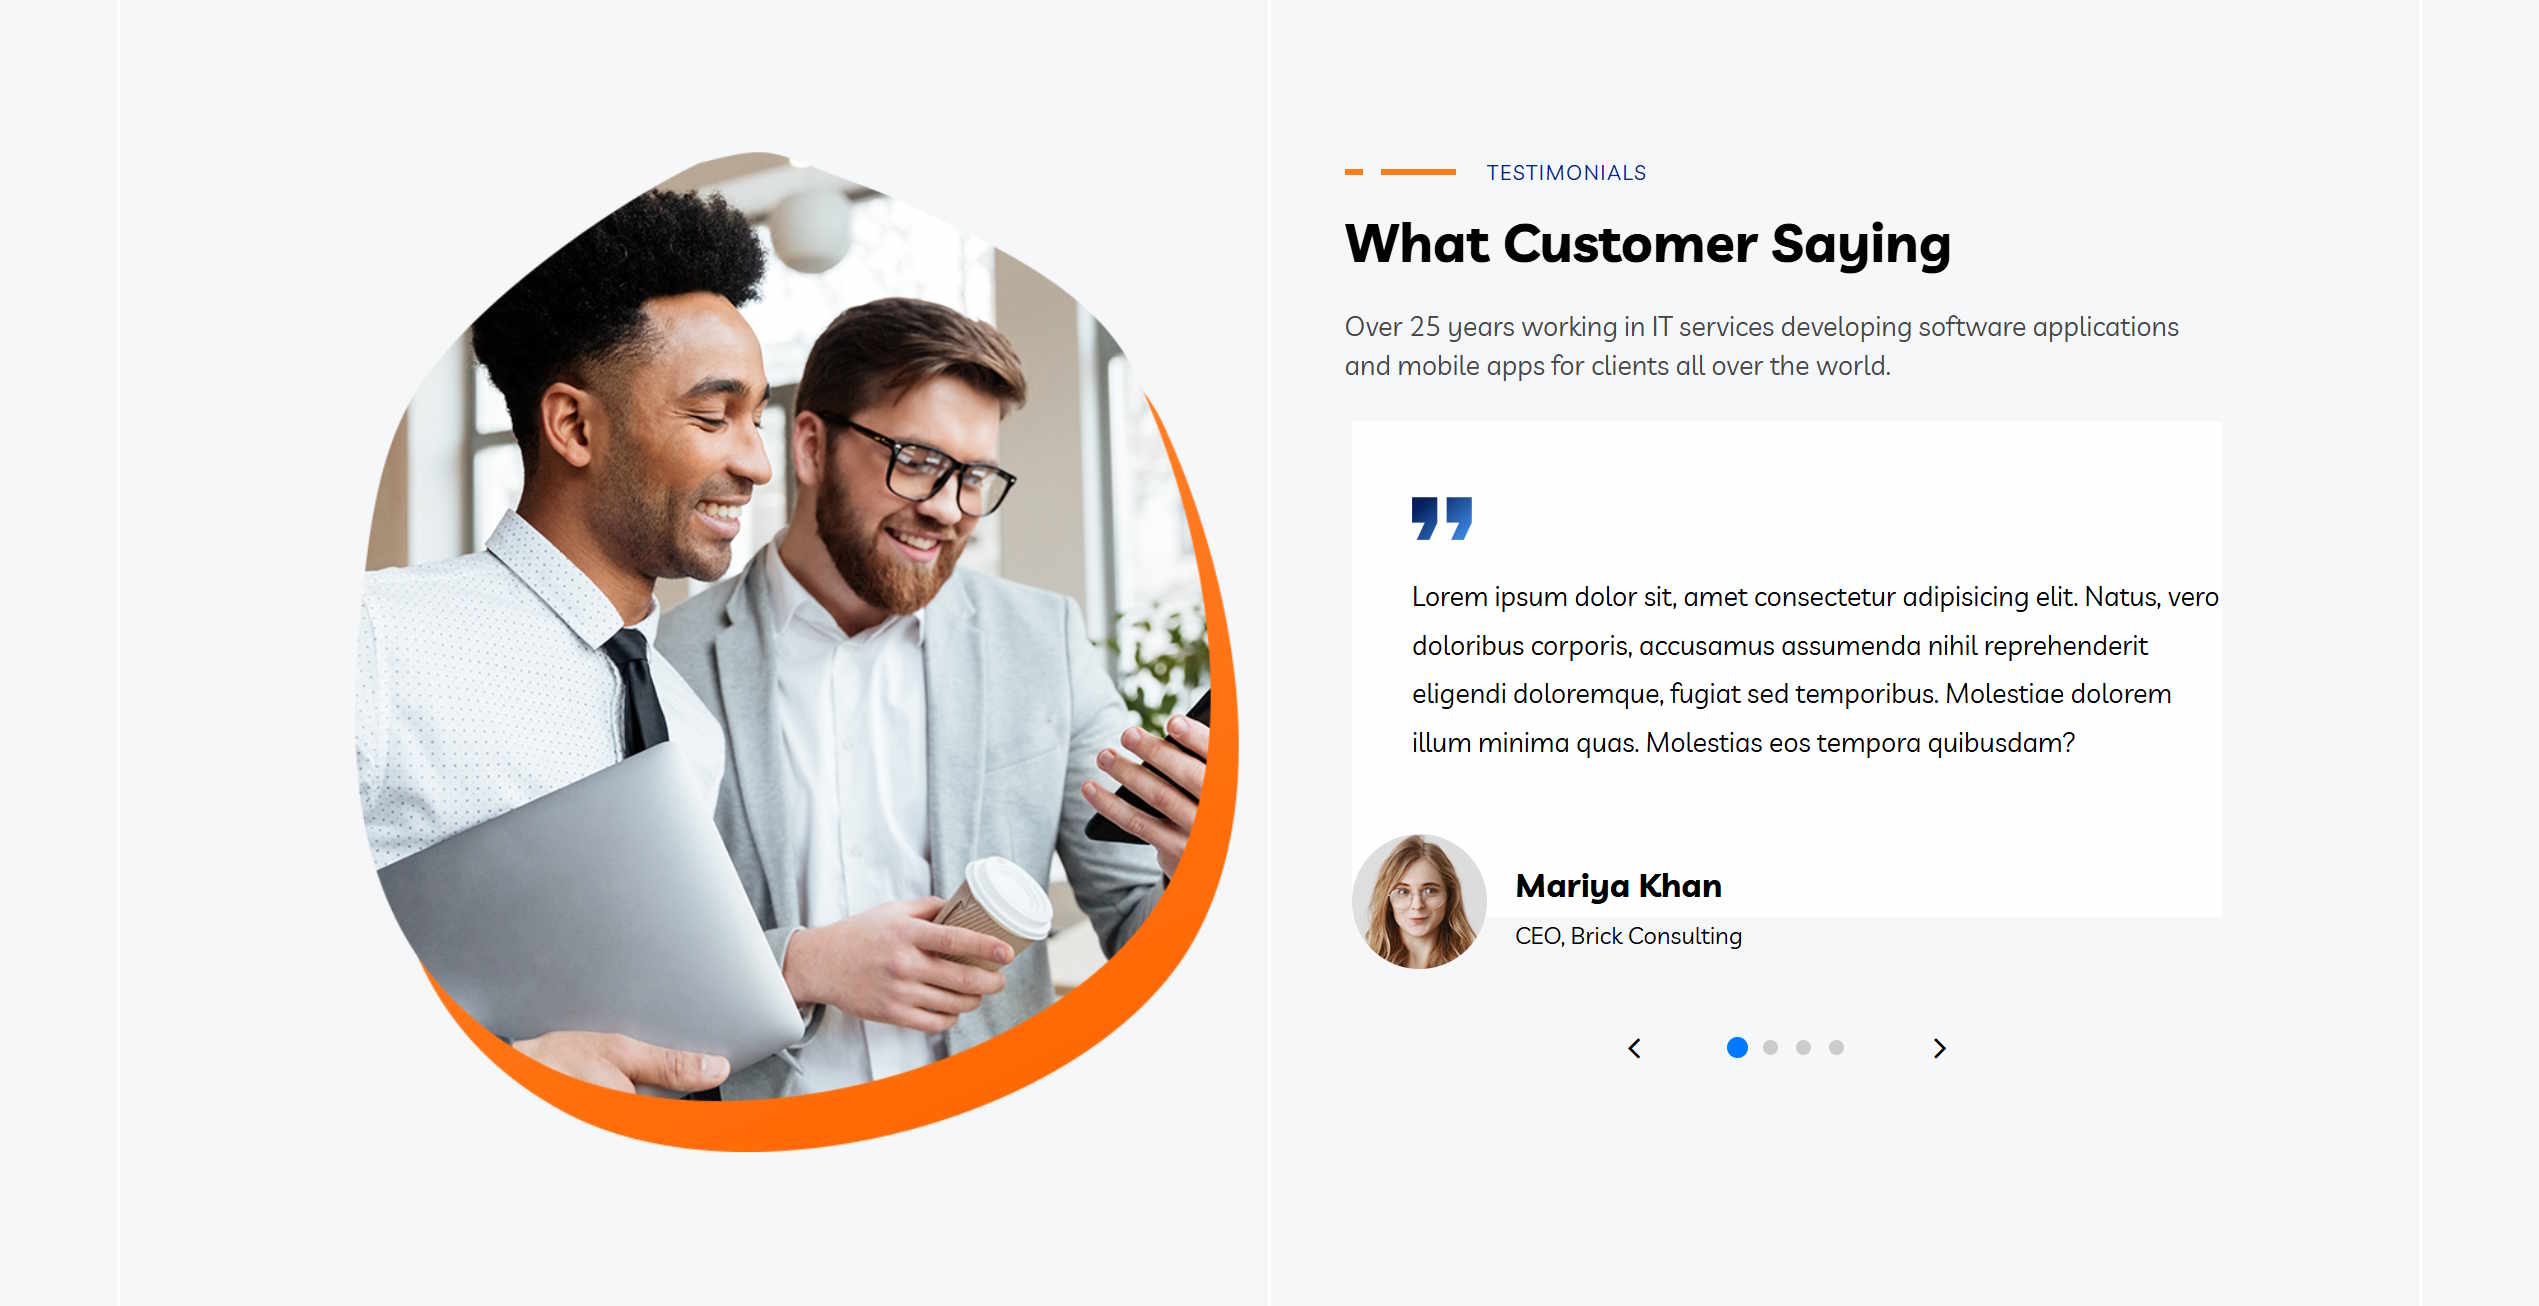 TESTIMONIALS
What Customer Saying
Over 25 years working in IT services developing software applications
and mobile apps for clients all over the world.
Lorem ipsum dolor sit, amet consectetur adipisicing elit. Natus, vero
doloribus corporis, accusamus assumenda nihil reprehenderit
eligendi doloremque, fugiat sed temporibus. Molestiae dolorem
illum minima quas. Molestias eos tempora quibusdam?
Mariya Khan
CEO, Brick Consulting